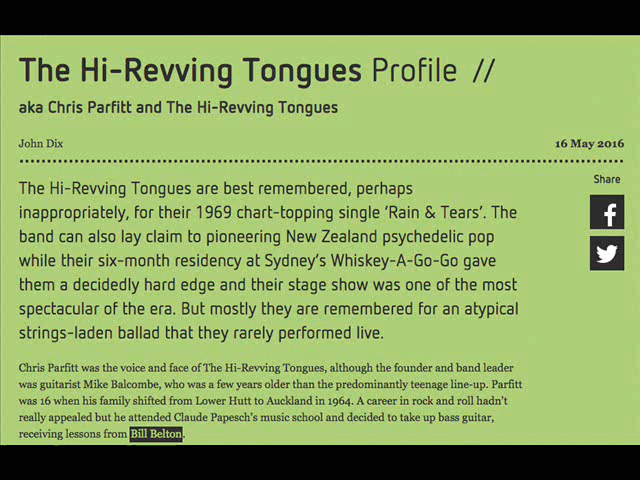 The Hi-Revving Tongues Profile //
aka Chris Parfitt and The Hi-Revving Tongues
John Dix 16 May 2016
Share
The Hi-Revving Tongues are best remembered, perhaps
inappropriately, for their 1969 chart-topping single ‘Rain & Tears’. The
band can also lay claim to pioneering New Zealand psychedelic pop
while their six-month residency at Sydney’s Whiskey-A-Go-Go gave
them a decidedly hard edge and their stage show was one of the most
spectacular of the era. But mostly they are remembered for an atypical
strings-laden ballad that they rarely performed live.
Chris Parfitt was the voice and face of The Hi-Revving Tongues, although the founder and band leader
was guitarist Mike Balcombe, who was a few years older than the predominantly teenage line-up. Parfitt
was 16 when his family shifted from Lower Hutt to Auckland in 1964. A career in rock and roll hadn’t
really appealed but he attended Claude Papesch’s music school and decided to take up bass guitar,
receiving lessons from Bill Belton.